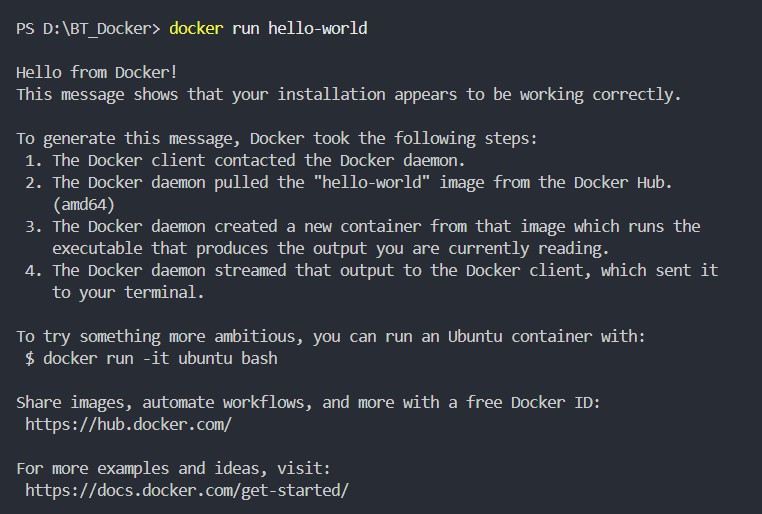 PS D:\BT_Docker> docker run hello-world
Hello from Docker!
This message shows that your installation appears to be working correctly.
To generate this message, Docker took the following steps:
1. The Docker client contacted the Docker daemon.
2. The Docker daemon pulled the "hello-world" image from the Docker Hub.
(amd64)
3. The Docker daemon created a new container from that image which runs the
executable that produces the output you are currently reading.
4. The Docker daemon streamed that output to the Docker client, which sent it
to your terminal.
To try something more ambitious, you can run an Ubuntu container with:
$ docker run -it ubuntu bash
Share images, automate workflows, and more with a free Docker ID:
https://hub.docker.com/
For more examples and ideas, visit:
https://docs.docker.com/get-started/